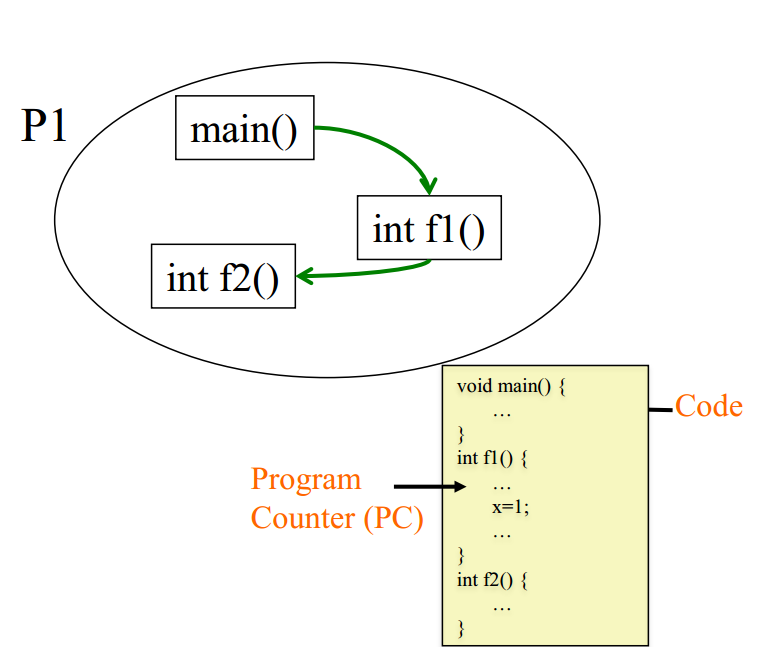 P1
main()
int f1()
int f2()
void main() {
...
}
int f1() {
...
x=1;
...
}
int f2() {
...
}
Code
Program
Counter (PC)